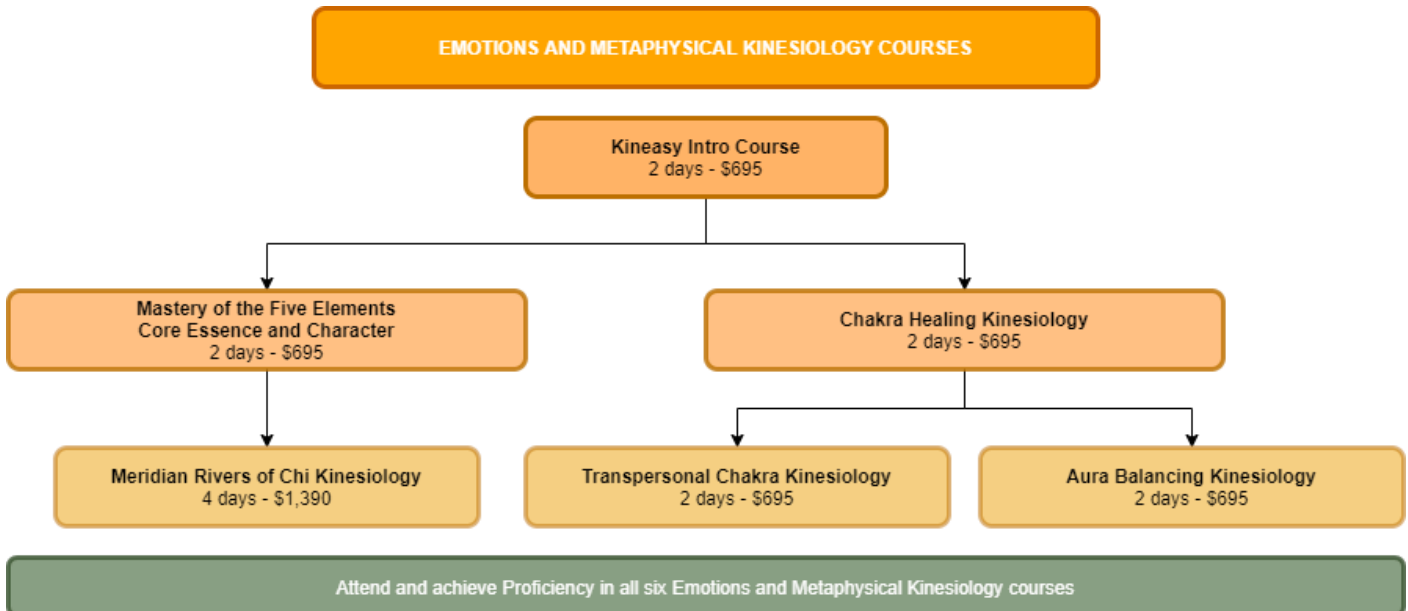 EMOTIONS AND METAPHYSICAL KINESIOLOGY COURSES
Kineasy Intro Course
2 days - $695
Mastery of the Five Elements
Core Essence and Character
2 days - $695
Chakra Healing Kinesiology
2 days - $695
Meridian Rivers of Chi Kinesiology
4 days - $1,390
Transpersonal Chakra Kinesiology
2 days - $695
Aura Balancing Kinesiology
2 days - $695
Attend and achieve Proficiency in all six Emotions and Metaphysical Kinesiology courses